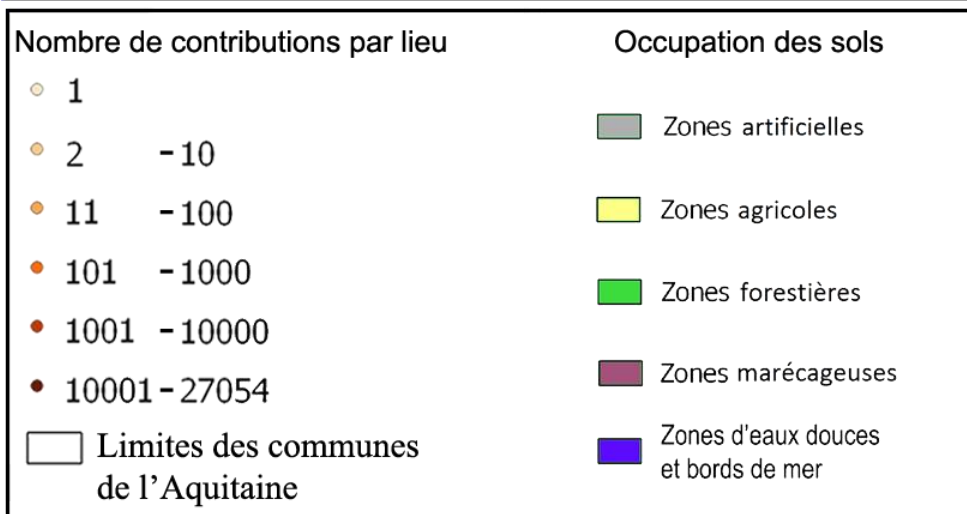 Nombre de contributions par lieu
1
2 - 10
11 - 100
101 - 1000
1001 - 10000
10001 - 27054
Limites des communes
de l’Aquitaine
Occupation des sols
Zones artificielles
Zones agricoles
Zones forestières
Zones marécageuses
Zones d'eaux douces
et bords de mer